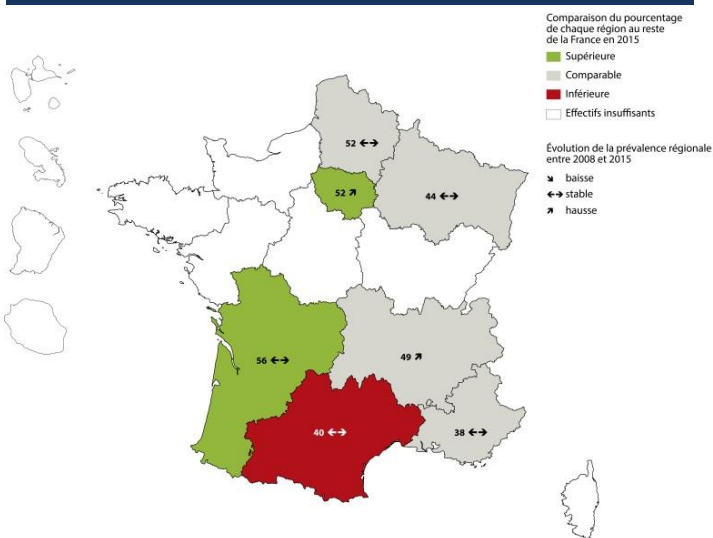 Comparaison du pourcentage
de chaque région au reste
de la France en 2015
Supérieure
Comparable
Inférieure
Effectifs insuffisants
Évolution de la prévalence régionale
entre 2008 et 2015
↘ baisse
↔ stable
↗ hausse
52 ↔
52 ↗
44 ↔
56 ↔
49 ↗
40 ↔
38 ↔